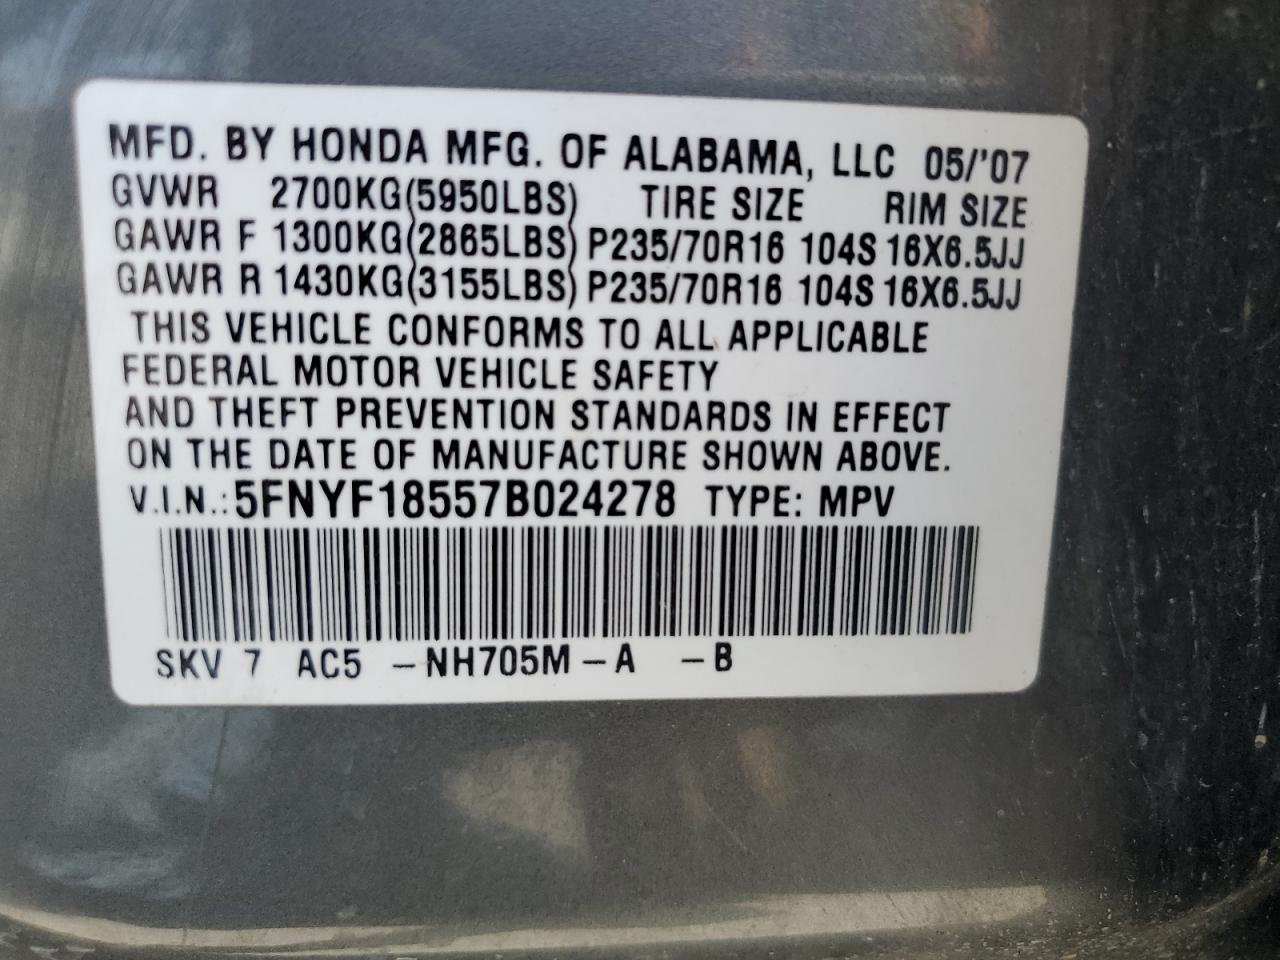 MFD. BY HONDA MFG. OF ALABAMA, LLC 05/'07
GVWR 2700KG(5950LBS) TIRE SIZE RIM SIZE
GAWR F 1300KG(2865LBS) P235/70R16 104S 16X6.5JJ
GAWR R 1430KG(3155LBS) P235/70R16 104S 16X6.5JJ
THIS VEHICLE CONFORMS TO ALL APPLICABLE
FEDERAL MOTOR VEHICLE SAFETY
AND THEFT PREVENTION STANDARDS IN EFFECT
ON THE DATE OF MANUFACTURE SHOWN ABOVE.
V.I.N.: 5FNYF18557B024278 TYPE: MPV
SKV 7 AC5 -NH705M-A -B